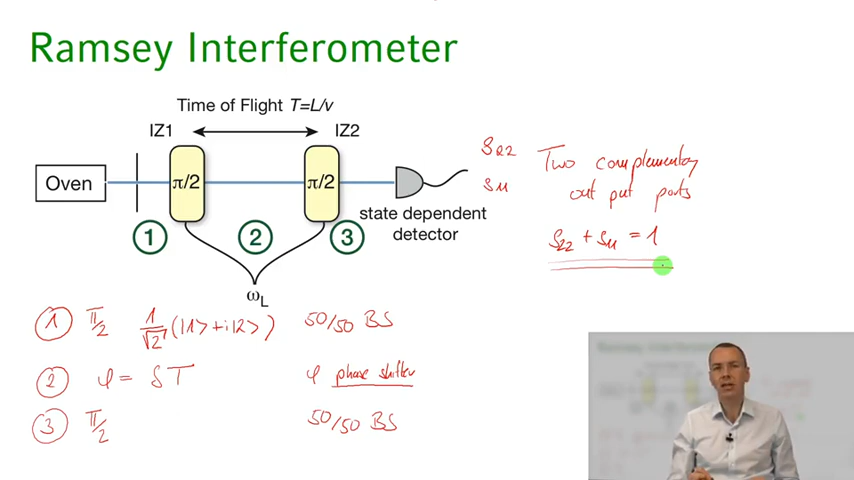 Ramsey Interferometer
Time of Flight T=L/v
IZ1
IZ2
Oven
π/2
π/2
state dependent
detector
1
2
3
ωL
S22
S11
Two complementary
out put ports
S22 + S11 = 1
1 π/2 1/√2 (|1> + i|2>) 50/50 BS
2 φ = δT φ phase shifter
3 π/2 50/50 BS